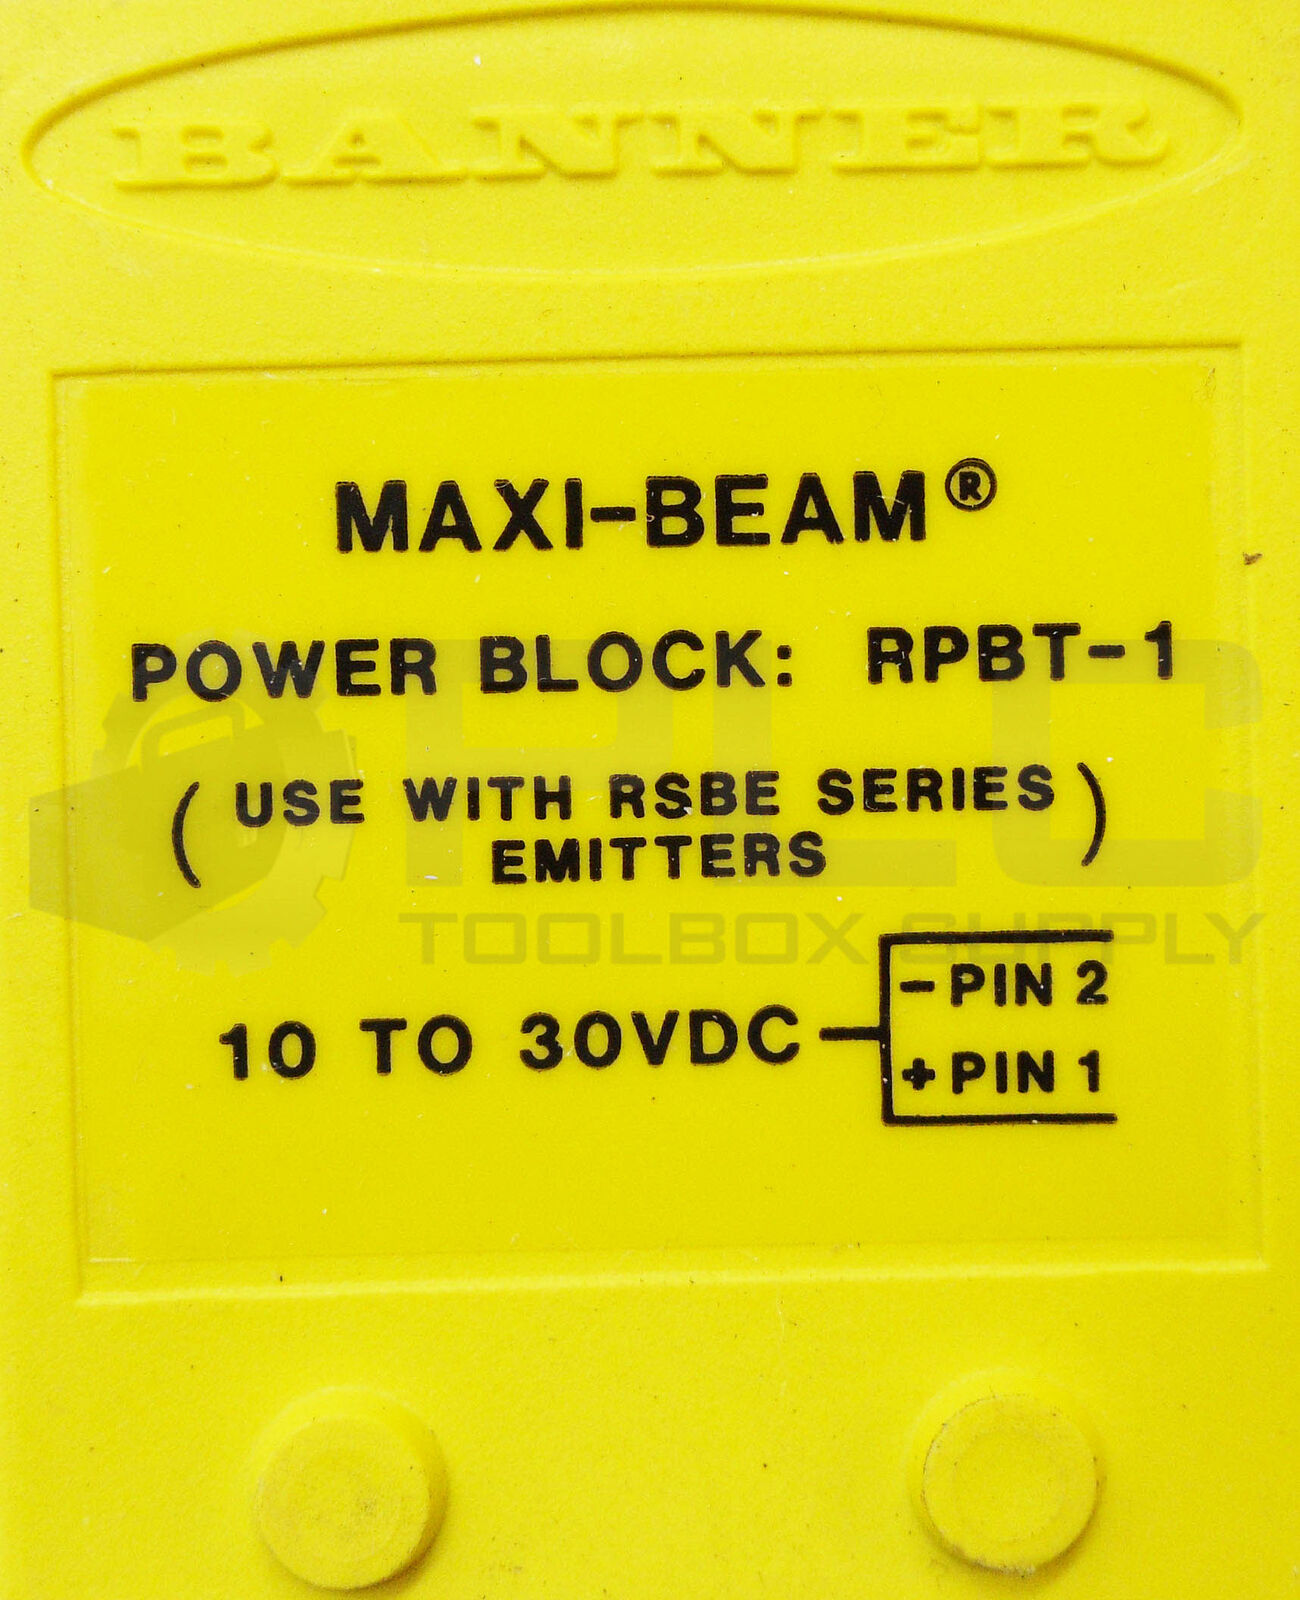 BANNER
MAXI-BEAM®
POWER BLOCK: RPBT-1
( USE WITH RSBE SERIES )
EMITTERS
PLC
TOOLBOX SUPPLY
- PIN 2
10 TO 30VDC
+ PIN 1